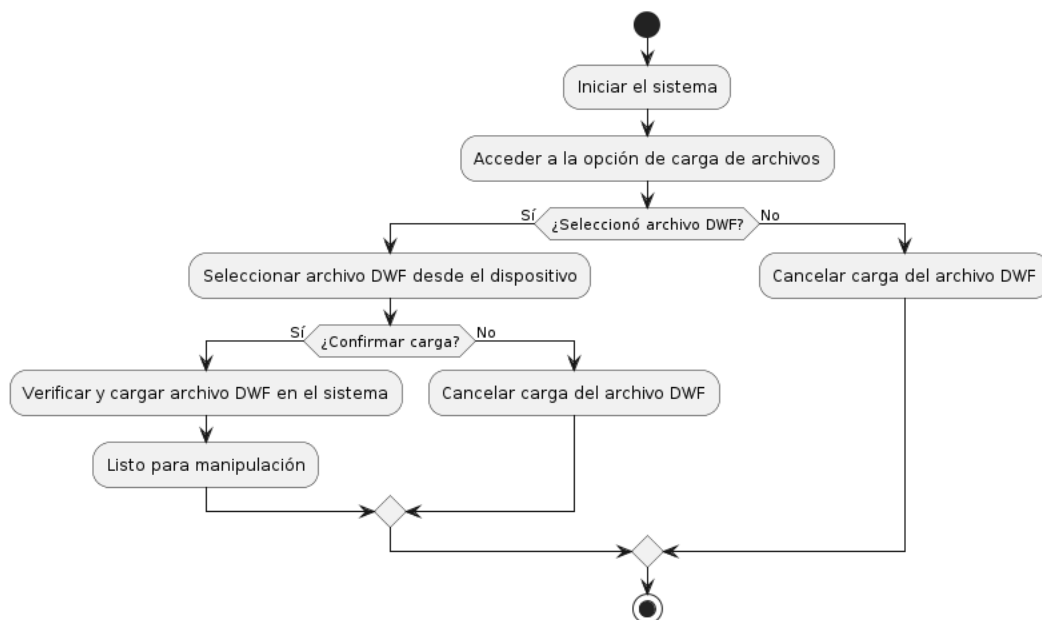 Iniciar el sistema
Acceder a la opción de carga de archivos
Sí
¿Seleccionó archivo DWF?
No
Seleccionar archivo DWF desde el dispositivo
Cancelar carga del archivo DWF
Sí
¿Confirmar carga?
No
Verificar y cargar archivo DWF en el sistema
Cancelar carga del archivo DWF
Listo para manipulación